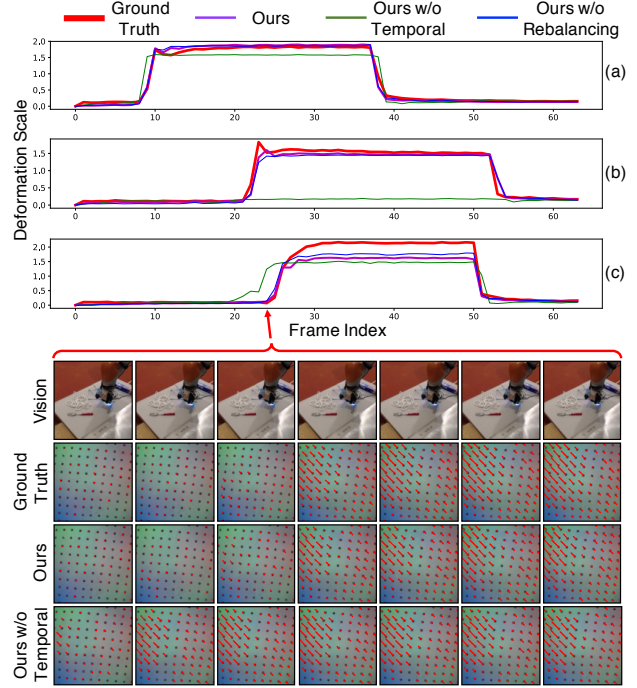 Ground Truth
Ours
Ours w/o Temporal
Ours w/o Rebalancing
Deformation Scale
2.0
1.5
1.0
0.5
0.0
0 10 20 30 40 50 60
(a)
1.5
1.0
0.5
0.0
0 10 20 30 40 50 60
(b)
2.0
1.5
1.0
0.5
0.0
0 10 20 30 40 50 60
(c)
Frame Index
Vision
Ground Truth
Ours
Ours w/o Temporal